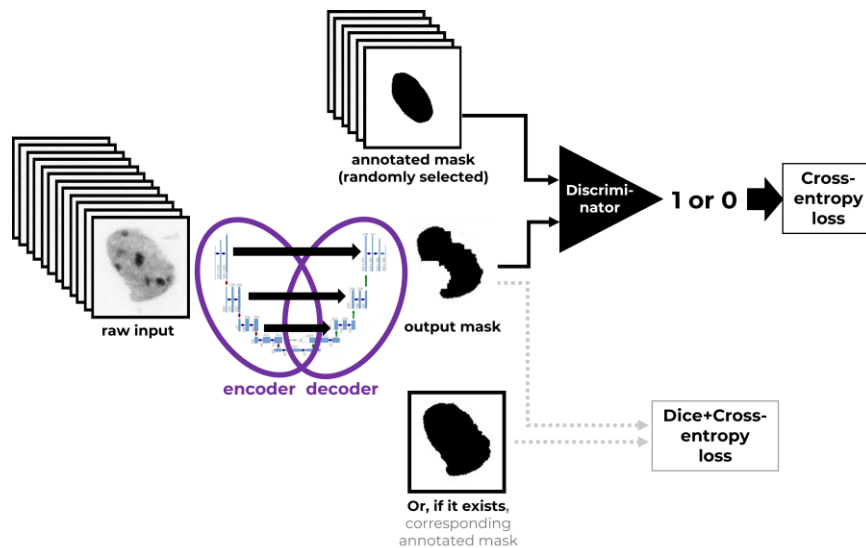 annotated mask
(randomly selected)
Discrimi-
nator
1 or 0
Cross-
entropy
loss
raw input
encoder decoder
output mask
Dice+Cross-
entropy
loss
Or, if it exists,
corresponding
annotated mask